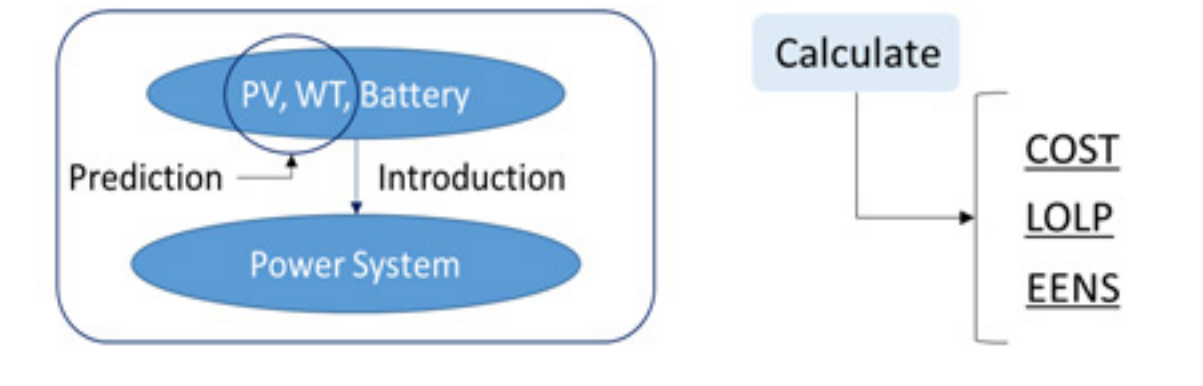 PV, WT, Battery
Prediction
Introduction
Power System
Calculate
COST
LOLP
EENS